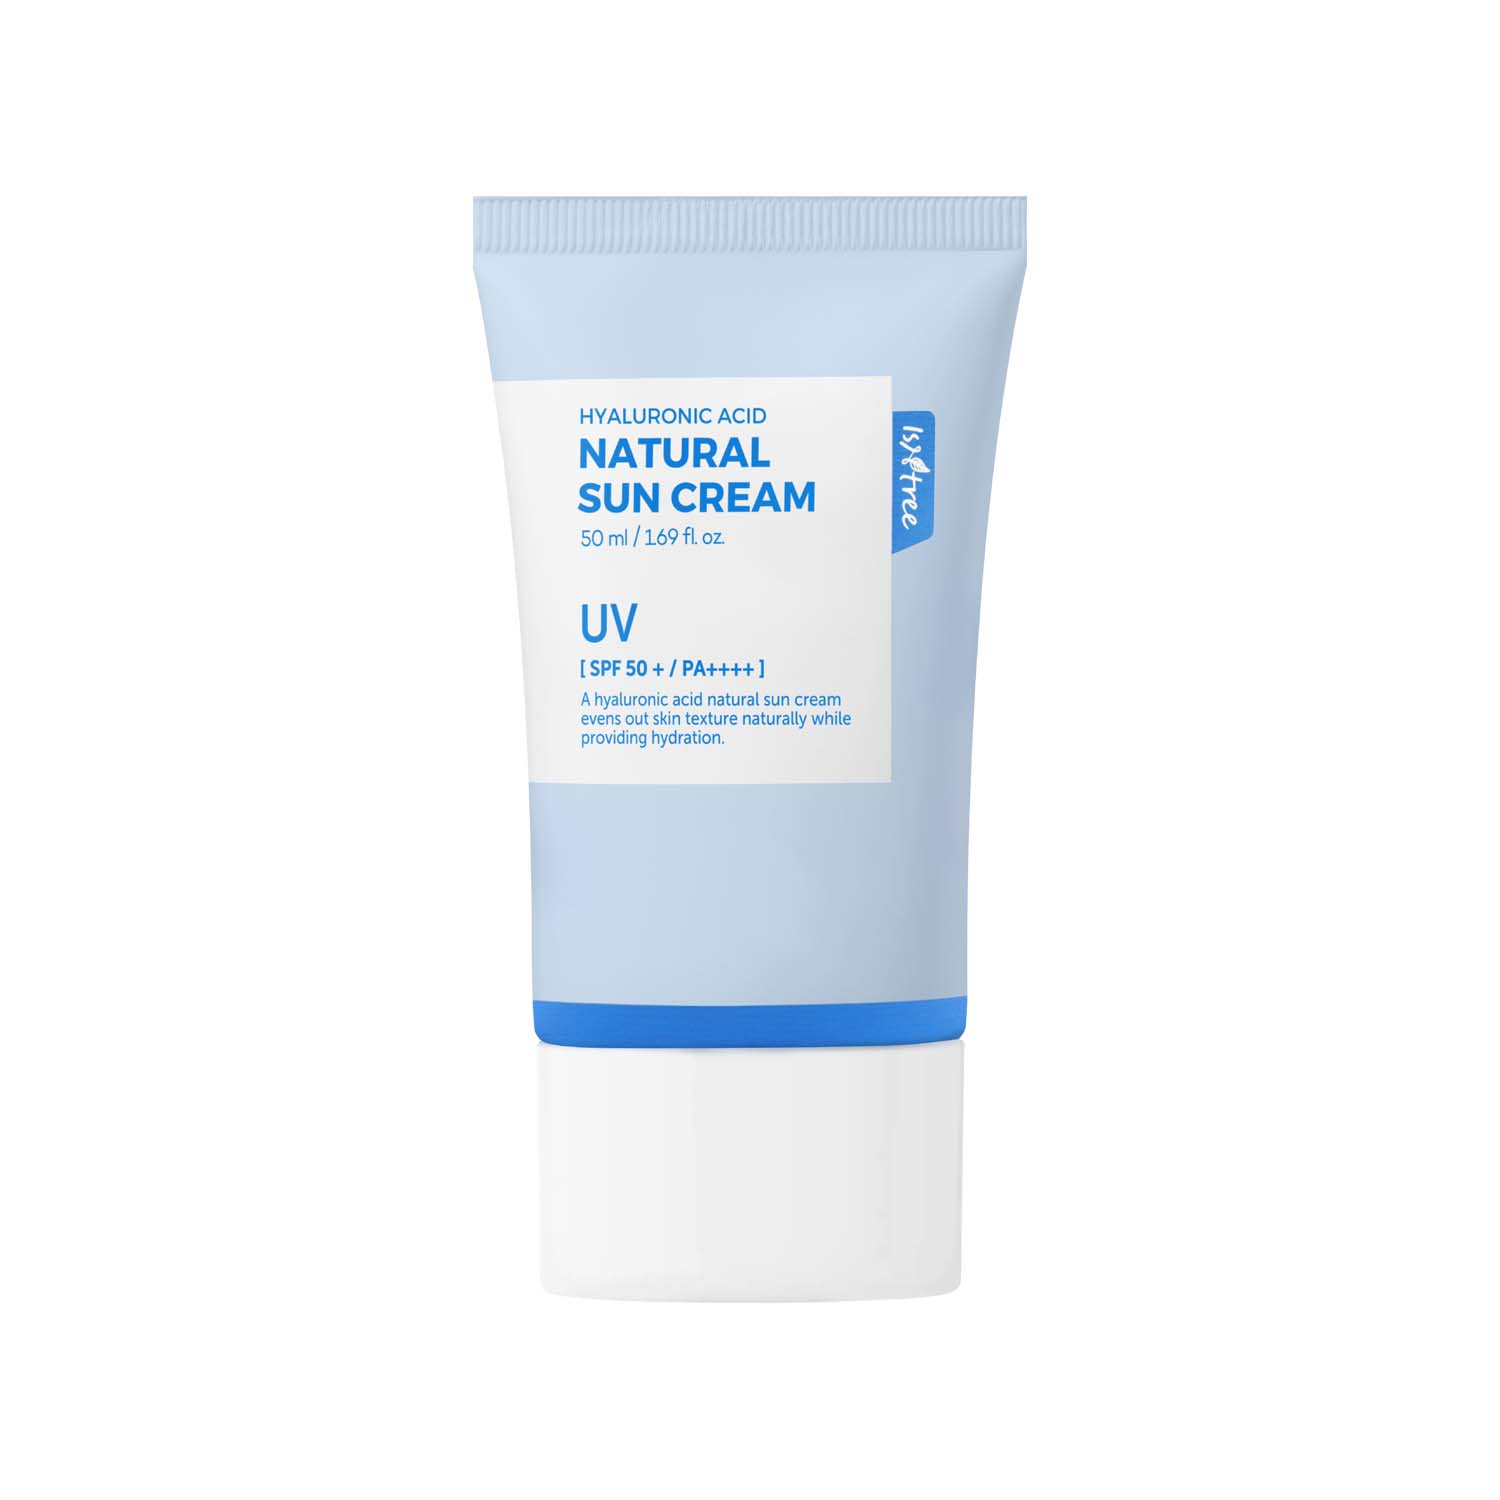 HYALURONIC ACID
NATURAL
SUN CREAM
50 ml / 1.69 fl. oz.
UV
[ SPF 50 + / PA++++ ]
A hyaluronic acid natural sun cream
evens out skin texture naturally while
providing hydration.
Isntree